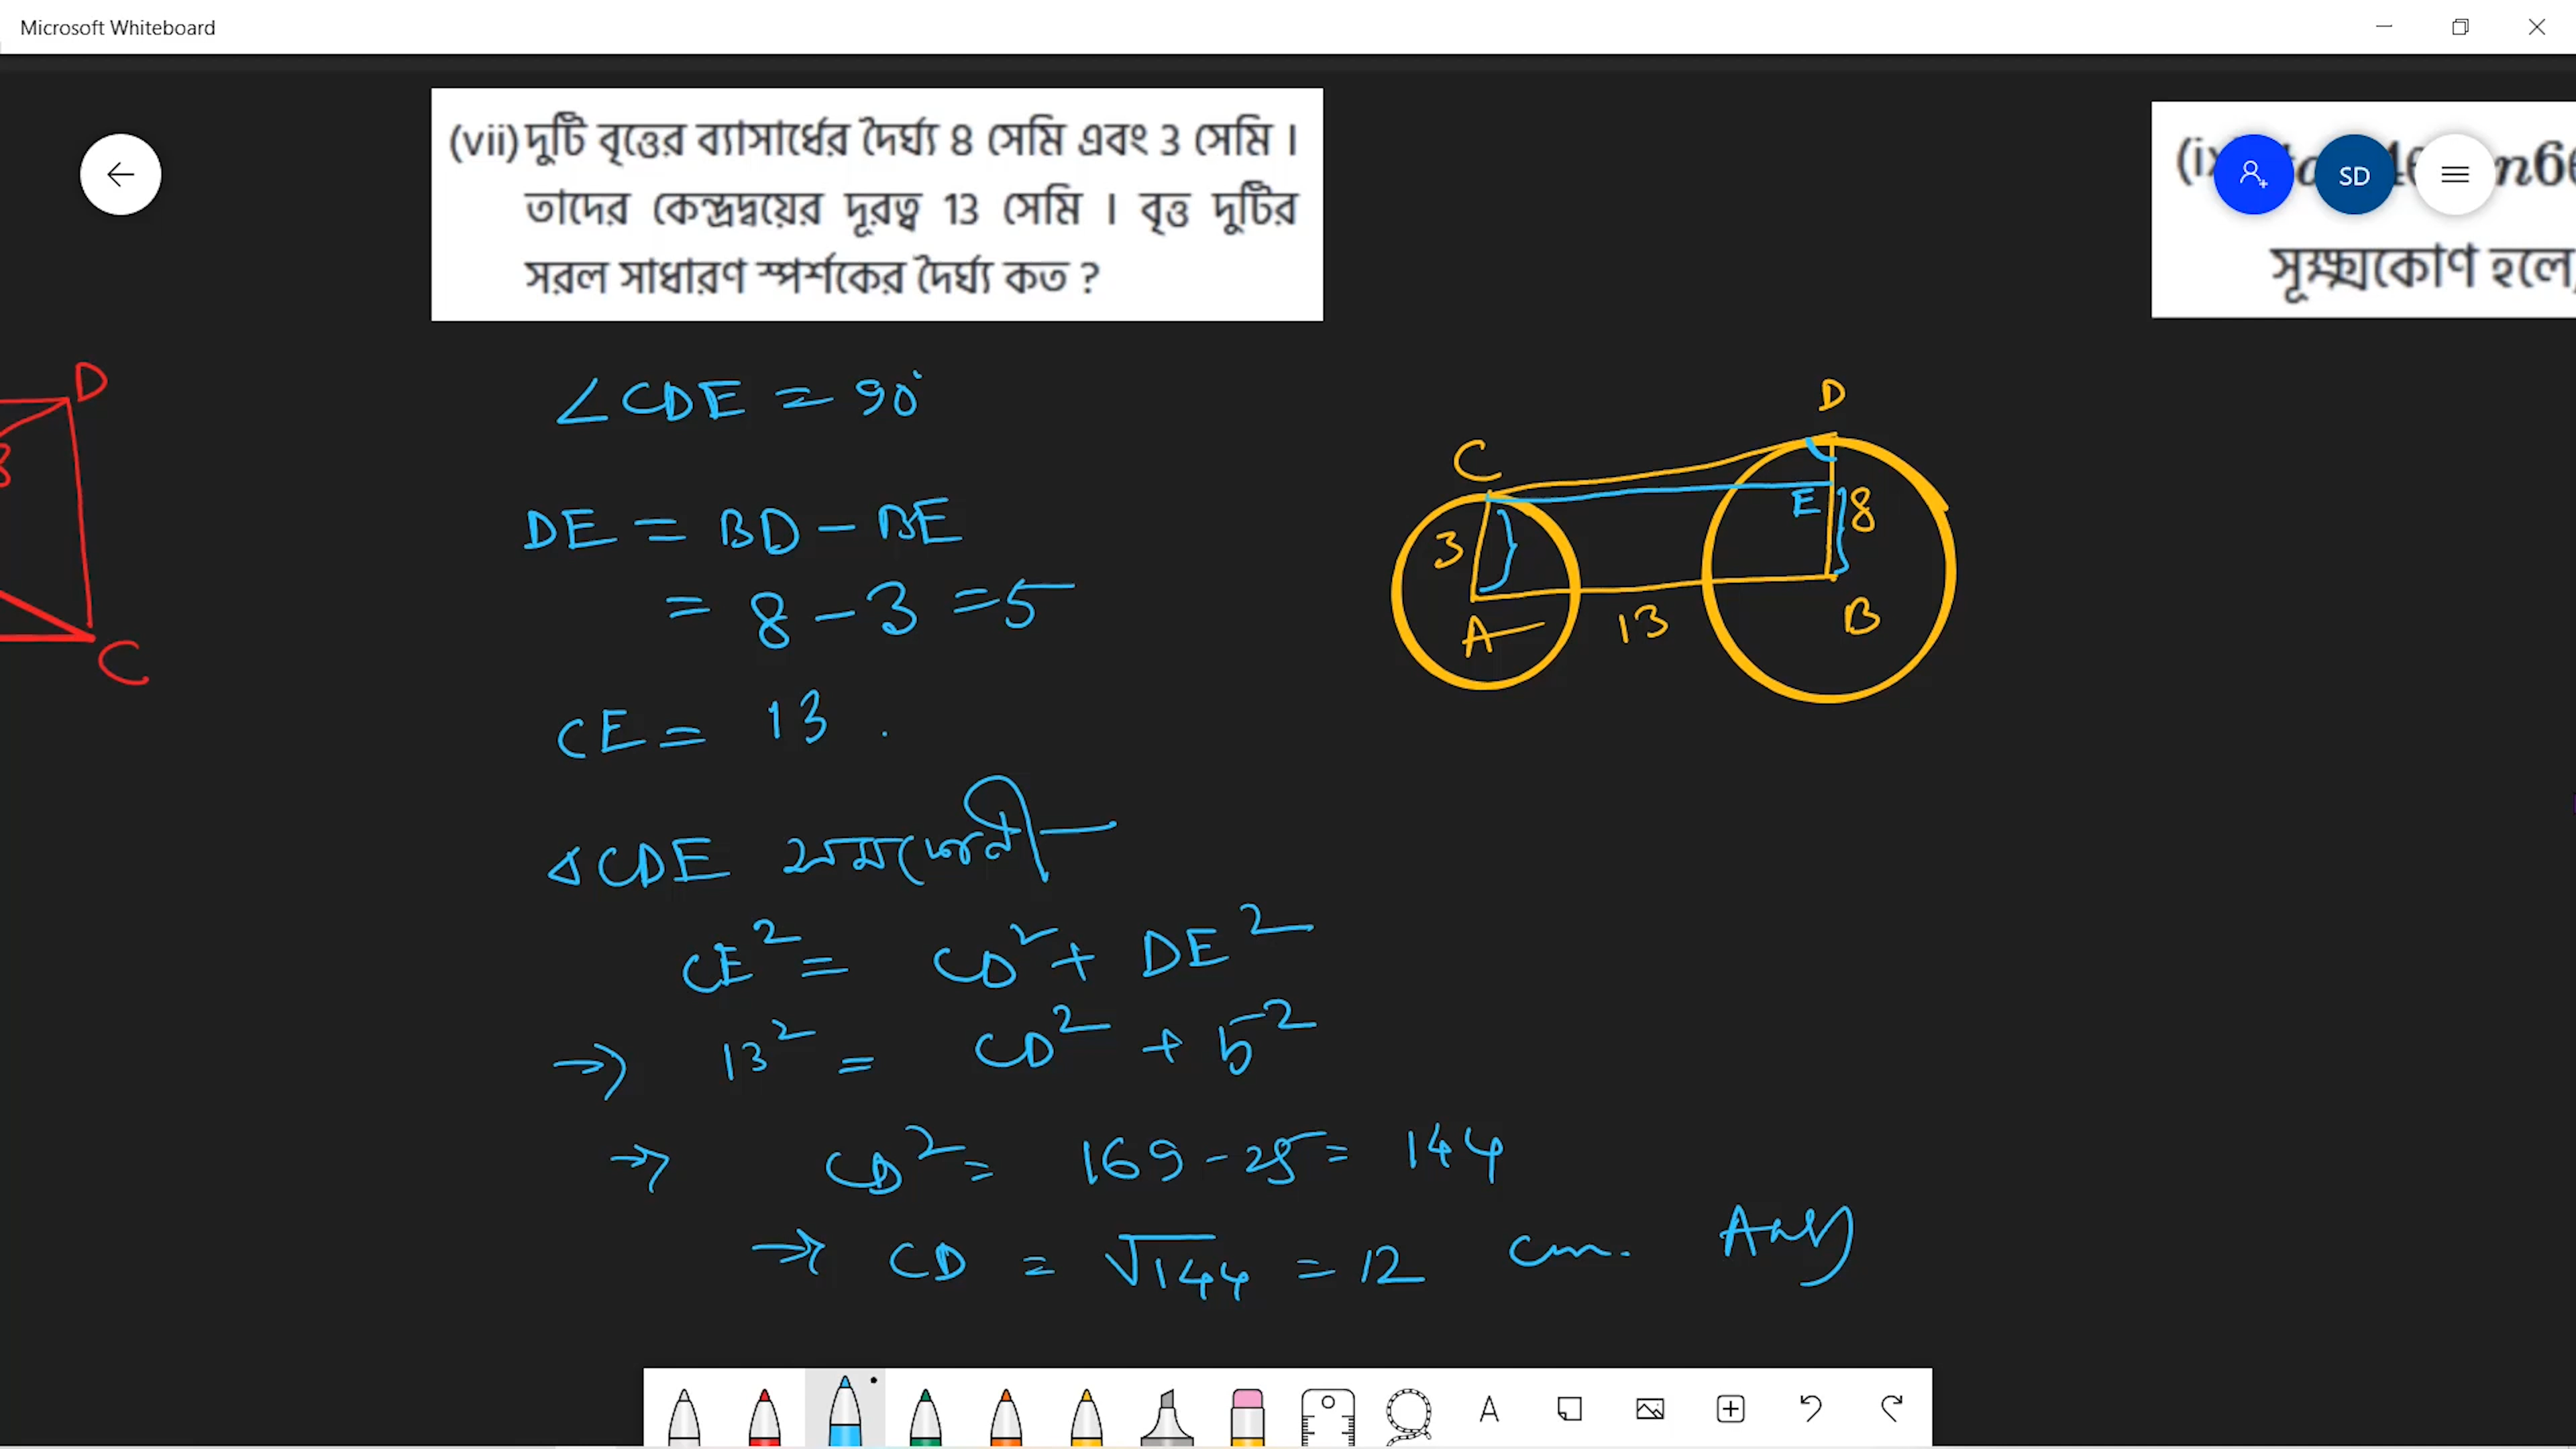 Microsoft Whiteboard
(vii) দুটি বৃত্তের ব্যাসার্ধের দৈর্ঘ্য 8 সেমি এবং 3 সেমি ।
তাদের কেন্দ্রদ্বয়ের দূরত্ব 13 সেমি । বৃত্ত দুটির
সরল সাধারণ স্পর্শকের দৈর্ঘ্য কত ?
SD
সূক্ষ্মকোণ হলে,
D
C
∠CDE = 90°
DE = BD - BE
= 8 - 3 = 5
CE = 13 .
△CDE
CE² = CD² + DE²
→ 13² = CD² + 5²
→ CD² = 169 - 25 = 144
→ CD = √144 = 12 cm. Ans
D
C
E
8
3
A
13
B
A